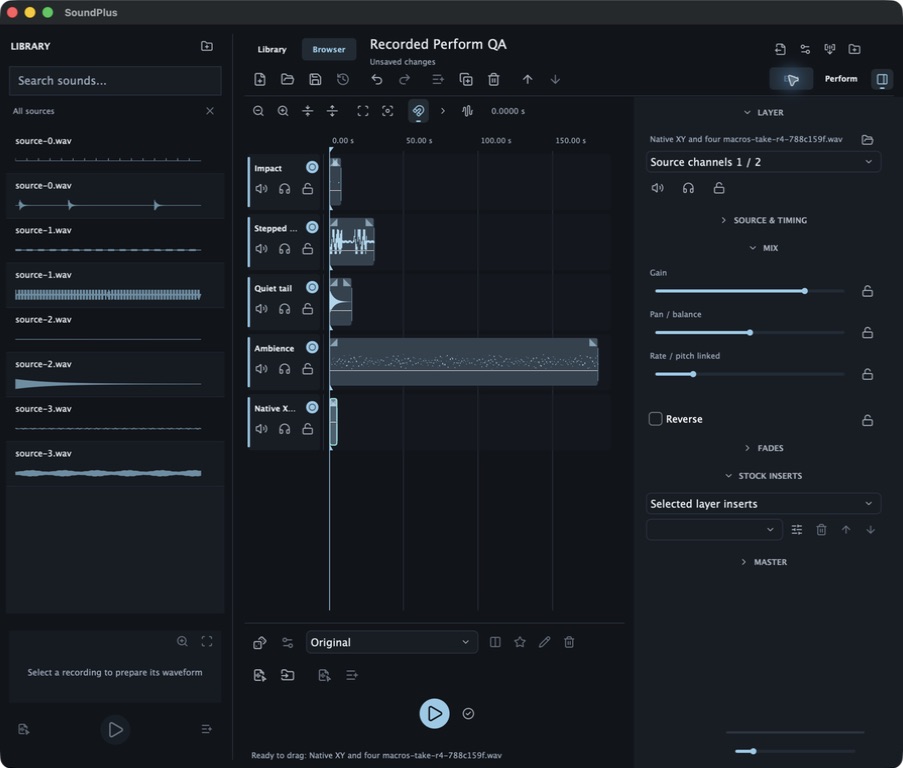 SoundPlus
LIBRARY
Search sounds...
All sources
source-0.wav
source-0.wav
source-1.wav
source-1.wav
source-2.wav
source-2.wav
source-3.wav
source-3.wav
Select a recording to prepare its waveform
Library
Browser
Recorded Perform QA
Unsaved changes
Perform
0.0000 s
0.00 s
50.00 s
100.00 s
150.00 s
Impact
Stepped ...
Quiet tail
Ambience
Native X...
Original
Ready to drag: Native XY and four macros-take-r4-788c159f.wav
LAYER
Native XY and four macros-take-r4-788c159f.wav
Source channels 1 / 2
SOURCE & TIMING
MIX
Gain
Pan / balance
Rate / pitch linked
Reverse
FADES
STOCK INSERTS
Selected layer inserts
MASTER